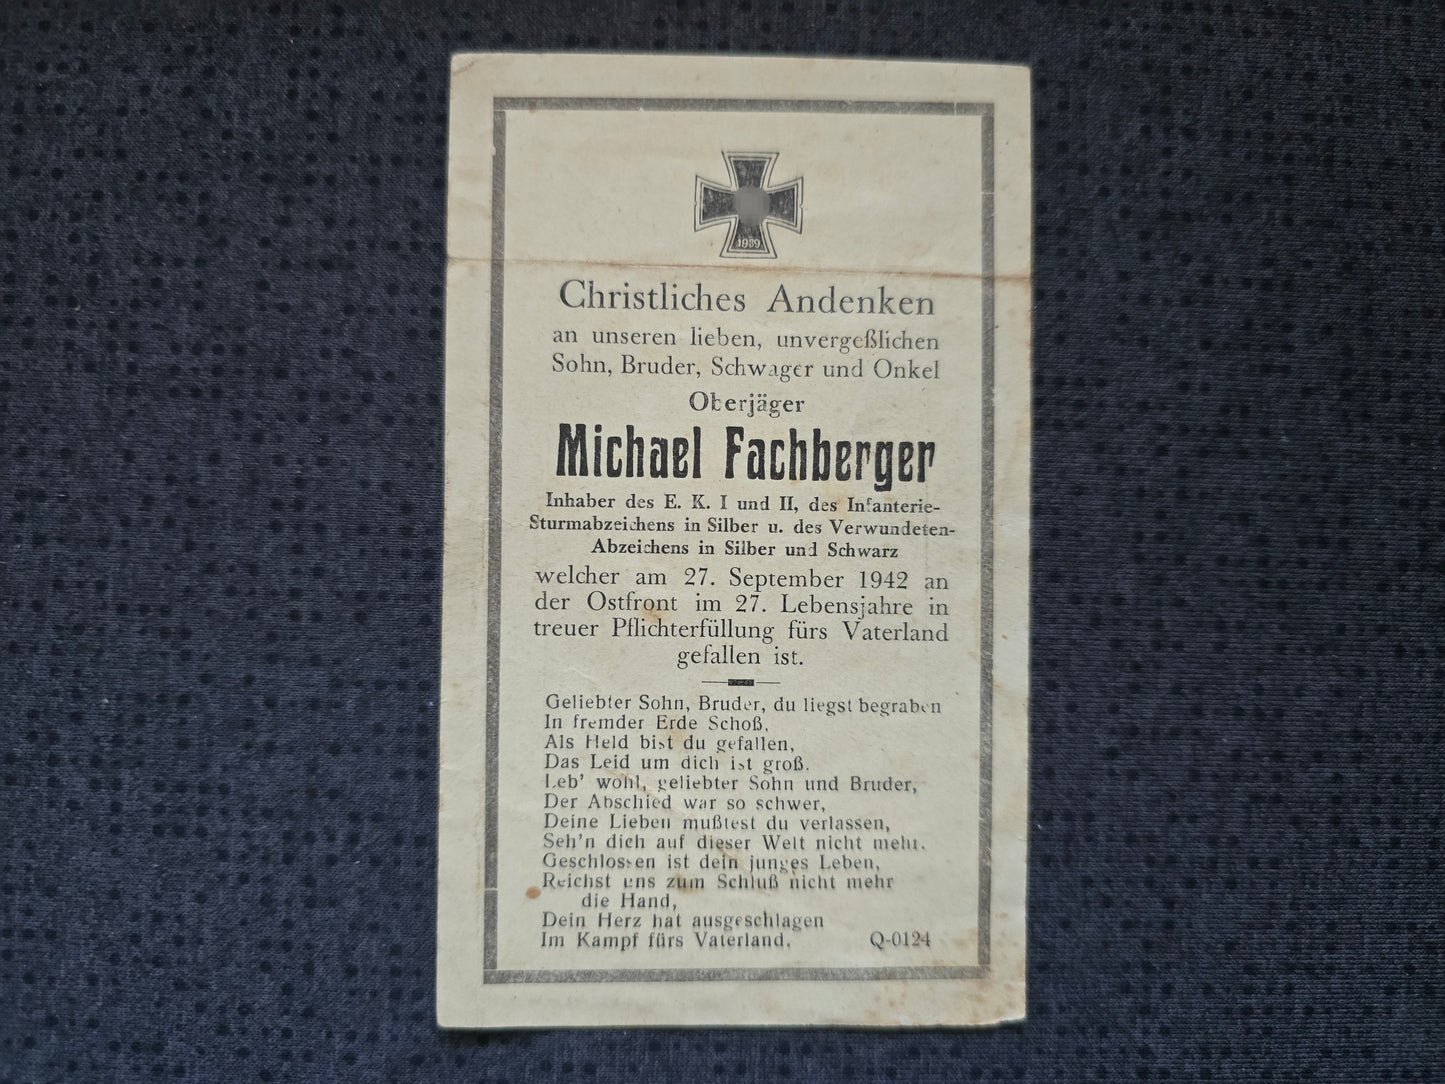 1939
Christliches Andenken
an unseren lieben, unvergeßlichen
Sohn, Bruder, Schwager und Onkel
Oberjäger
Michael Fachberger
Inhaber des E. K. I und II, des Infanterie-
Sturmabzeichens in Silber u. des Verwundeten-
Abzeichens in Silber und Schwarz
welcher am 27. September 1942 an
der Ostfront im 27. Lebensjahre in
treuer Pflichterfüllung fürs Vaterland
gefallen ist.
Geliebter Sohn, Bruder, du liegst begraben
In fremder Erde Schoß,
Als Held bist du gefallen,
Das Leid um dich ist groß.
Leb' wohl, geliebter Sohn und Bruder,
Der Abschied war so schwer,
Deine Lieben mußtest du verlassen,
Seh'n dich auf dieser Welt nicht mehr.
Geschlossen ist dein junges Leben,
Reichst uns zum Schluß nicht mehr
die Hand,
Dein Herz hat ausgeschlagen
Im Kampf fürs Vaterland. Q-0124